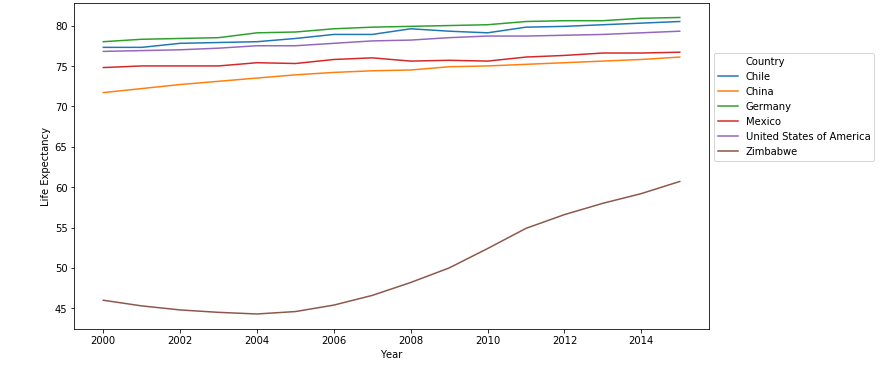 80
75
70
65
60
55
50
45
Life Expectancy
2000 2002 2004 2006 2008 2010 2012 2014
Year
Country
Chile
China
Germany
Mexico
United States of America
Zimbabwe